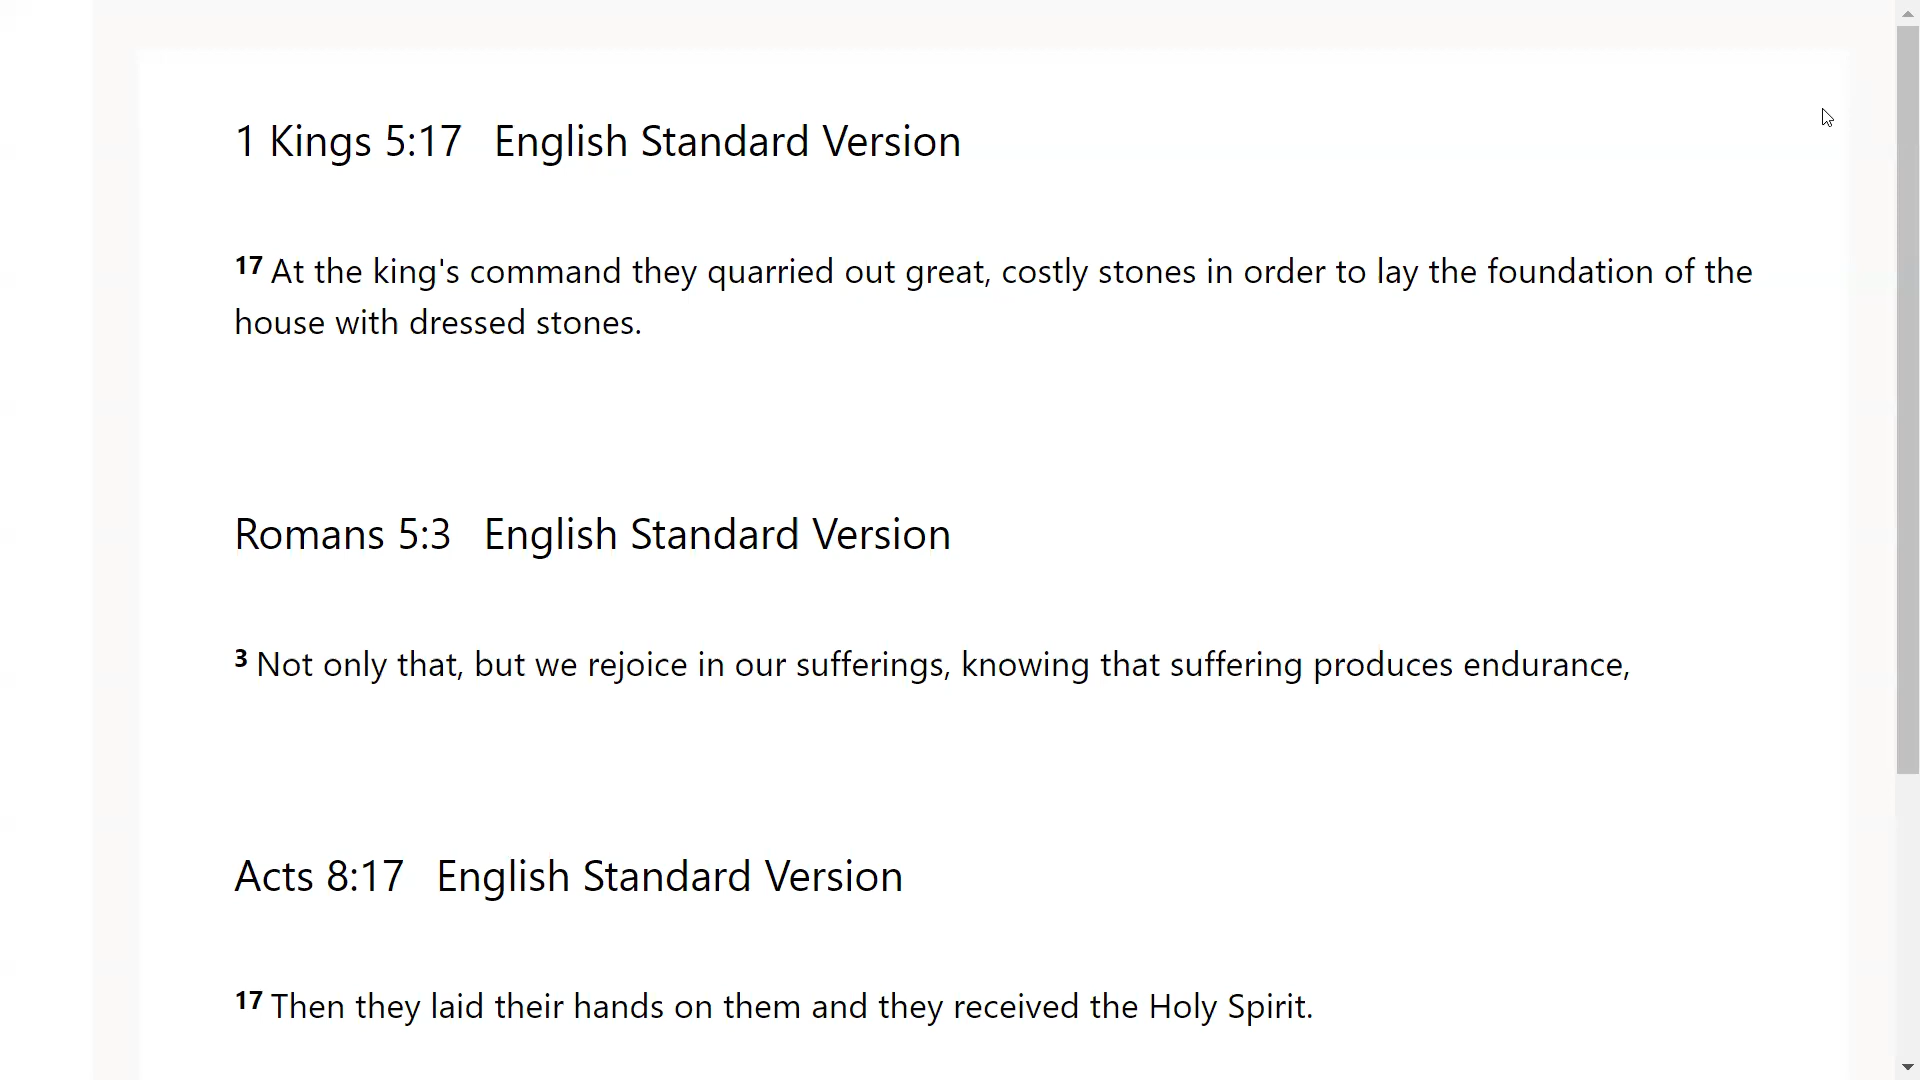 1 Kings 5:17 English Standard Version
17 At the king's command they quarried out great, costly stones in order to lay the foundation of the
house with dressed stones.
Romans 5:3 English Standard Version
3 Not only that, but we rejoice in our sufferings, knowing that suffering produces endurance,
Acts 8:17 English Standard Version
17 Then they laid their hands on them and they received the Holy Spirit.